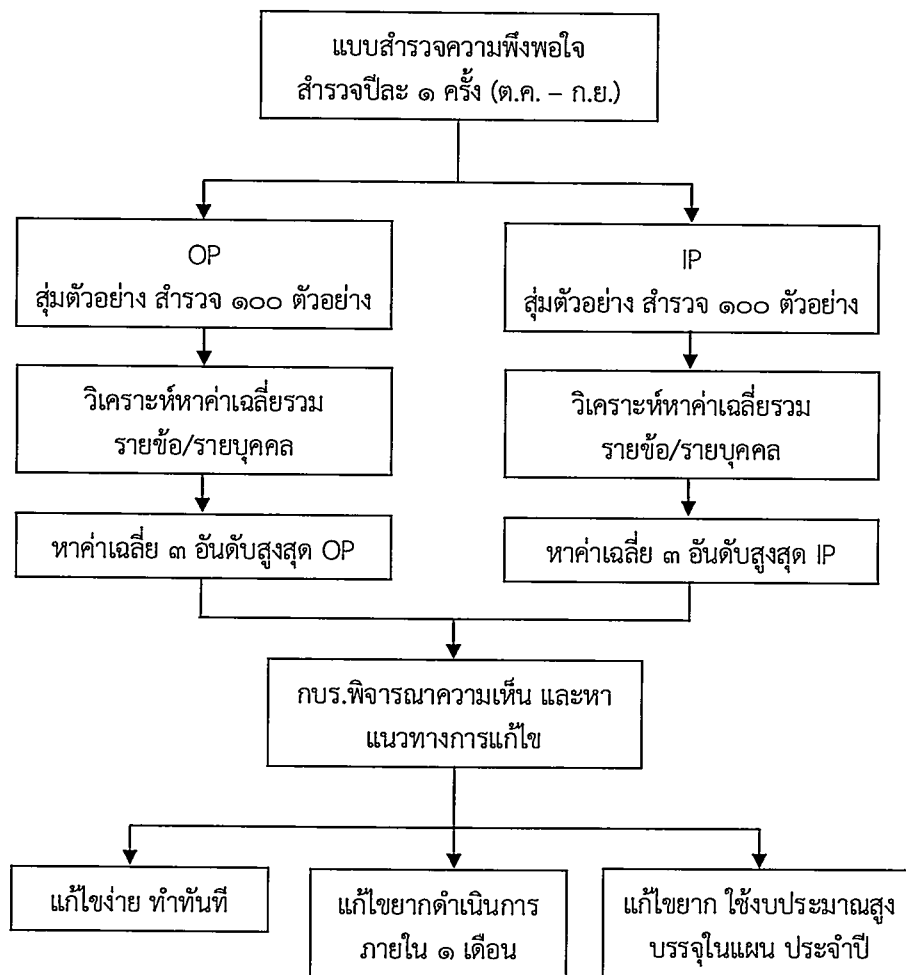 แบบสำรวจความพึงพอใจ
สำรวจปีละ ๑ ครั้ง (ต.ค. – ก.ย.)
OP
สุ่มตัวอย่าง สำรวจ ๑๐๐ ตัวอย่าง
IP
สุ่มตัวอย่าง สำรวจ ๑๐๐ ตัวอย่าง
วิเคราะห์หาค่าเฉลี่ยรวม
รายข้อ/รายบุคคล
วิเคราะห์หาค่าเฉลี่ยรวม
รายข้อ/รายบุคคล
หาค่าเฉลี่ย ๓ อันดับสูงสุด OP
หาค่าเฉลี่ย ๓ อันดับสูงสุด IP
กบร.พิจารณาความเห็น และหา
แนวทางการแก้ไข
แก้ไขง่าย ทำทันที
แก้ไขยากดำเนินการ
ภายใน ๑ เดือน
แก้ไขยาก ใช้งบประมาณสูง
บรรจุในแผน ประจำปี